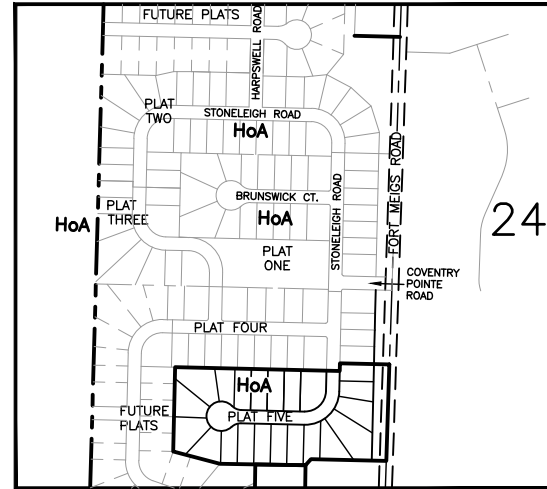 FUTURE PLATS
HARPSWELL ROAD
PLAT
TWO
STONELEIGH ROAD
HoA
BRUNSWICK CT.
HoA
PLAT
THREE
HoA
PLAT
ONE
STONELEIGH ROAD
FORT MEIGS ROAD
24
COVENTRY
POINTE
ROAD
PLAT FOUR
HoA
FUTURE
PLATS
PLAT FIVE